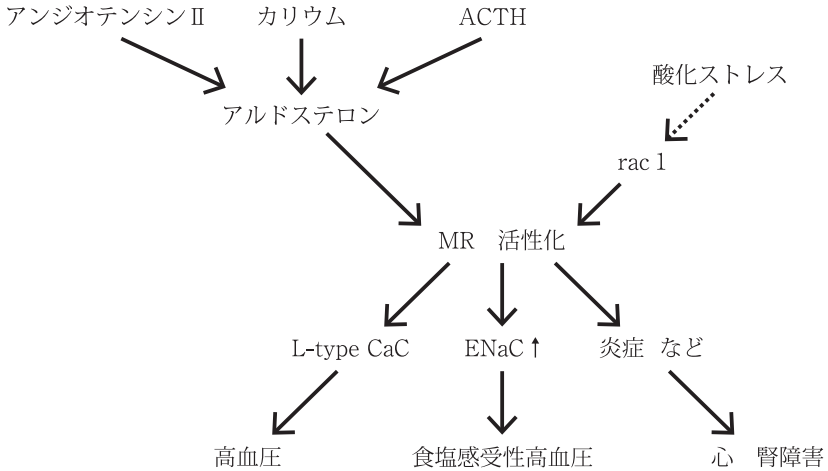 アンジオテンシンⅡ カリウム ACTH
酸化ストレス
アルドステロン
rac 1
MR 活性化
L-type CaC ENaC↑ 炎症 など
高血圧 食塩感受性高血圧 心 腎障害